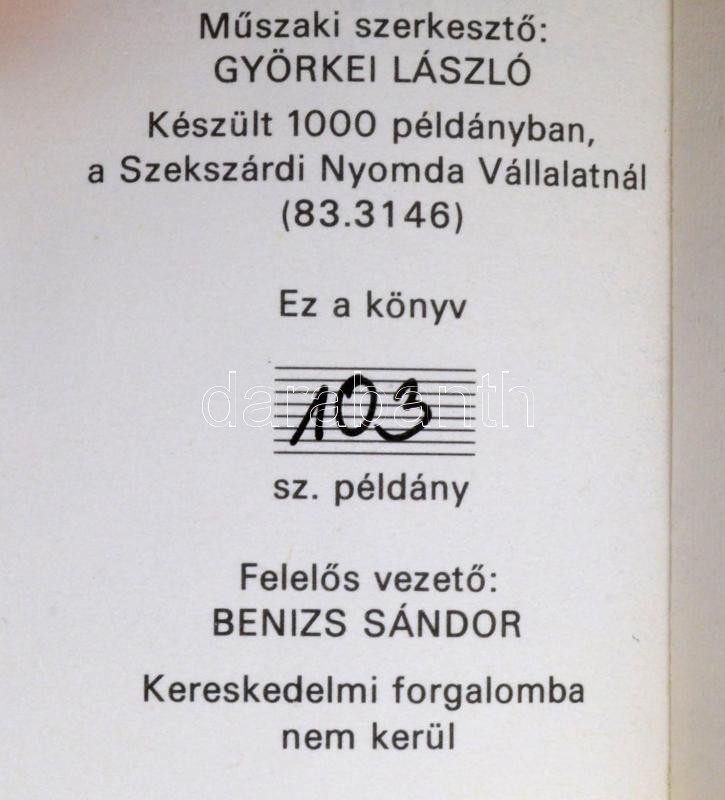 Műszaki szerkesztő:
GYÖRKEI LÁSZLÓ
Készült 1000 példányban,
a Szekszárdi Nyomda Vállalatnál
(83.3146)
Ez a könyv
103
darabanth
sz. példány
Felelős vezető:
BENIZS SÁNDOR
Kereskedelmi forgalomba
nem kerül